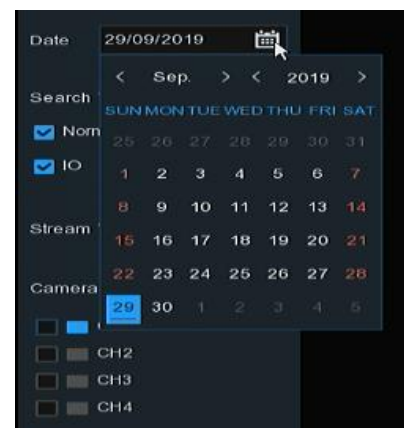 Date 29/09/2019
< Sep. > < 2019 >
Search
SUN MON TUE WED THU FRI SAT
Norn
25 26 27 28 29 30 31
IO
1 2 3 4 5 6 7
8 9 10 11 12 13 14
Stream
15 16 17 18 19 20 21
22 23 24 25 26 27 28
Camera
29 30 1 2 3 4 5
CH2
CH3
CH4